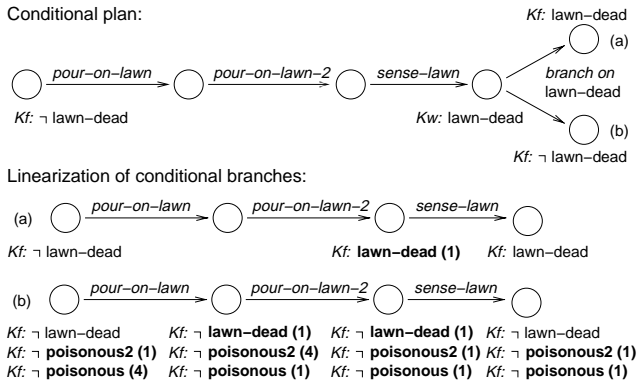 Conditional plan:
Kf: lawn−dead
(a)
pour−on−lawn pour−on−lawn−2 sense−lawn
branch on
lawn−dead
Kf: ¬ lawn−dead Kw: lawn−dead
(b)
Kf: ¬ lawn−dead
Linearization of conditional branches:
(a) pour−on−lawn pour−on−lawn−2 sense−lawn
Kf: ¬ lawn−dead Kf: lawn−dead (1) Kf: lawn−dead
(b) pour−on−lawn pour−on−lawn−2 sense−lawn
Kf: ¬ lawn−dead Kf: ¬ lawn−dead (1) Kf: ¬ lawn−dead (1) Kf: ¬ lawn−dead
Kf: ¬ poisonous2 (1) Kf: ¬ poisonous2 (4) Kf: ¬ poisonous2 (1) Kf: ¬ poisonous2 (1)
Kf: ¬ poisonous (4) Kf: ¬ poisonous (1) Kf: ¬ poisonous (1) Kf: ¬ poisonous (1)